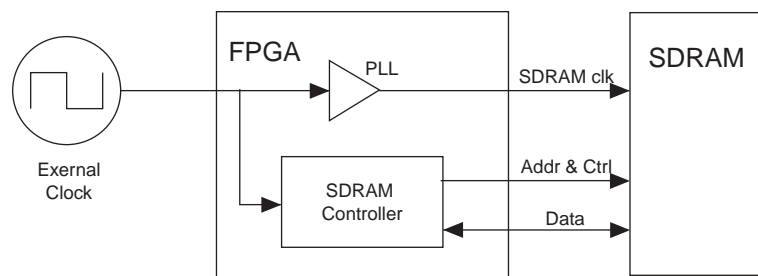 FPGA
PLL
SDRAM clk
SDRAM
Exernal
Clock
SDRAM
Controller
Addr & Ctrl
Data